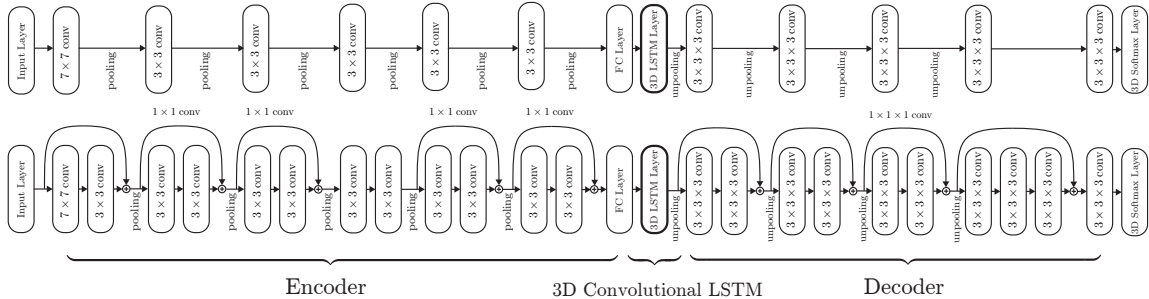 Input Layer
7 × 7 conv
pooling
3 × 3 conv
pooling
3 × 3 conv
pooling
3 × 3 conv
pooling
3 × 3 conv
pooling
3 × 3 conv
pooling
FC Layer
3D LSTM Layer
unpooling
3 × 3 × 3 conv
unpooling
3 × 3 × 3 conv
unpooling
3 × 3 × 3 conv
unpooling
3 × 3 × 3 conv
3 × 3 × 3 conv
3D Softmax Layer
1 × 1 conv
1 × 1 conv
1 × 1 conv
1 × 1 conv
1 × 1 × 1 conv
Input Layer
7 × 7 conv
3 × 3 conv
pooling
3 × 3 conv
3 × 3 conv
pooling
3 × 3 conv
3 × 3 conv
pooling
3 × 3 conv
3 × 3 conv
pooling
3 × 3 conv
3 × 3 conv
pooling
3 × 3 conv
3 × 3 conv
FC Layer
3D LSTM Layer
unpooling
3 × 3 × 3 conv
3 × 3 × 3 conv
unpooling
3 × 3 × 3 conv
3 × 3 × 3 conv
unpooling
3 × 3 × 3 conv
3 × 3 × 3 conv
unpooling
3 × 3 × 3 conv
3 × 3 × 3 conv
3 × 3 × 3 conv
3 × 3 × 3 conv
3D Softmax Layer
Encoder
3D Convolutional LSTM
Decoder